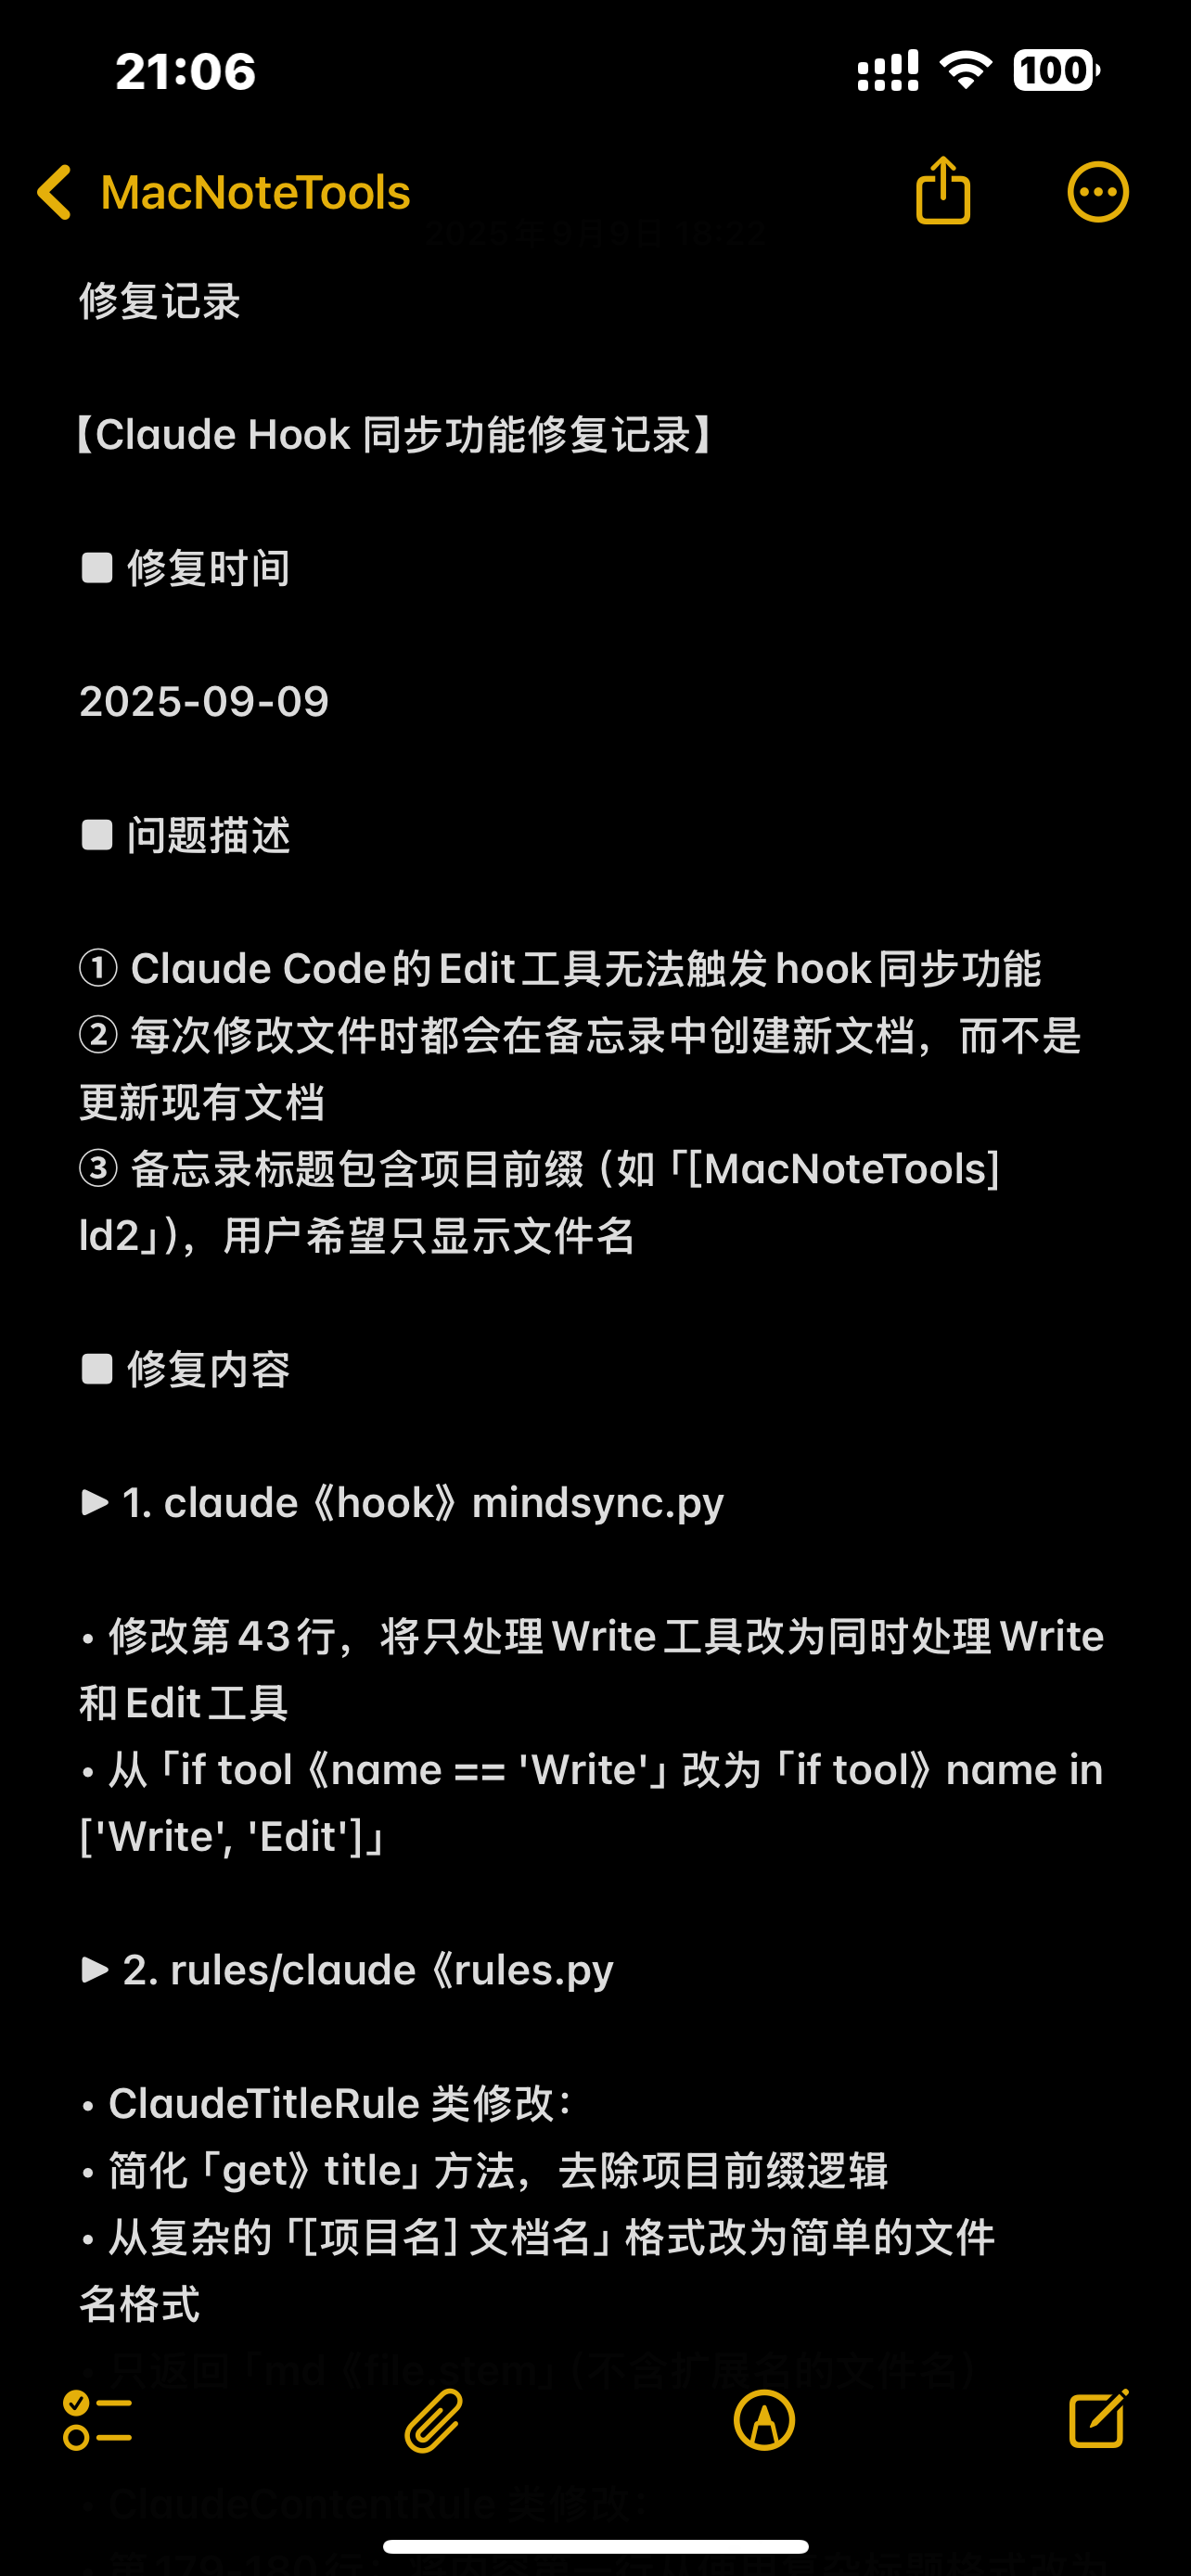 21:06
100
MacNoteTools
2025年9月9日 18:22
修复记录
【Claude Hook 同步功能修复记录】
■ 修复时间
2025-09-09
■ 问题描述
① Claude Code的Edit工具无法触发hook同步功能
② 每次修改文件时都会在备忘录中创建新文档，而不是
更新现有文档
③ 备忘录标题包含项目前缀（如「[MacNoteTools]
Id2」），用户希望只显示文件名
■ 修复内容
▶ 1. claude《hook》mindsync.py
• 修改第43行，将只处理Write工具改为同时处理Write
和Edit工具
• 从「if tool《name == 'Write'」改为「if tool》name in
['Write', 'Edit']」
▶ 2. rules/claude《rules.py
• ClaudeTitleRule 类修改：
• 简化「get》title」方法，去除项目前缀逻辑
• 从复杂的「[项目名] 文档名」格式改为简单的文件
名格式
• 只返回「md《file.stem」（不含扩展名的文件名）
• ClaudeContentRule 类修改：